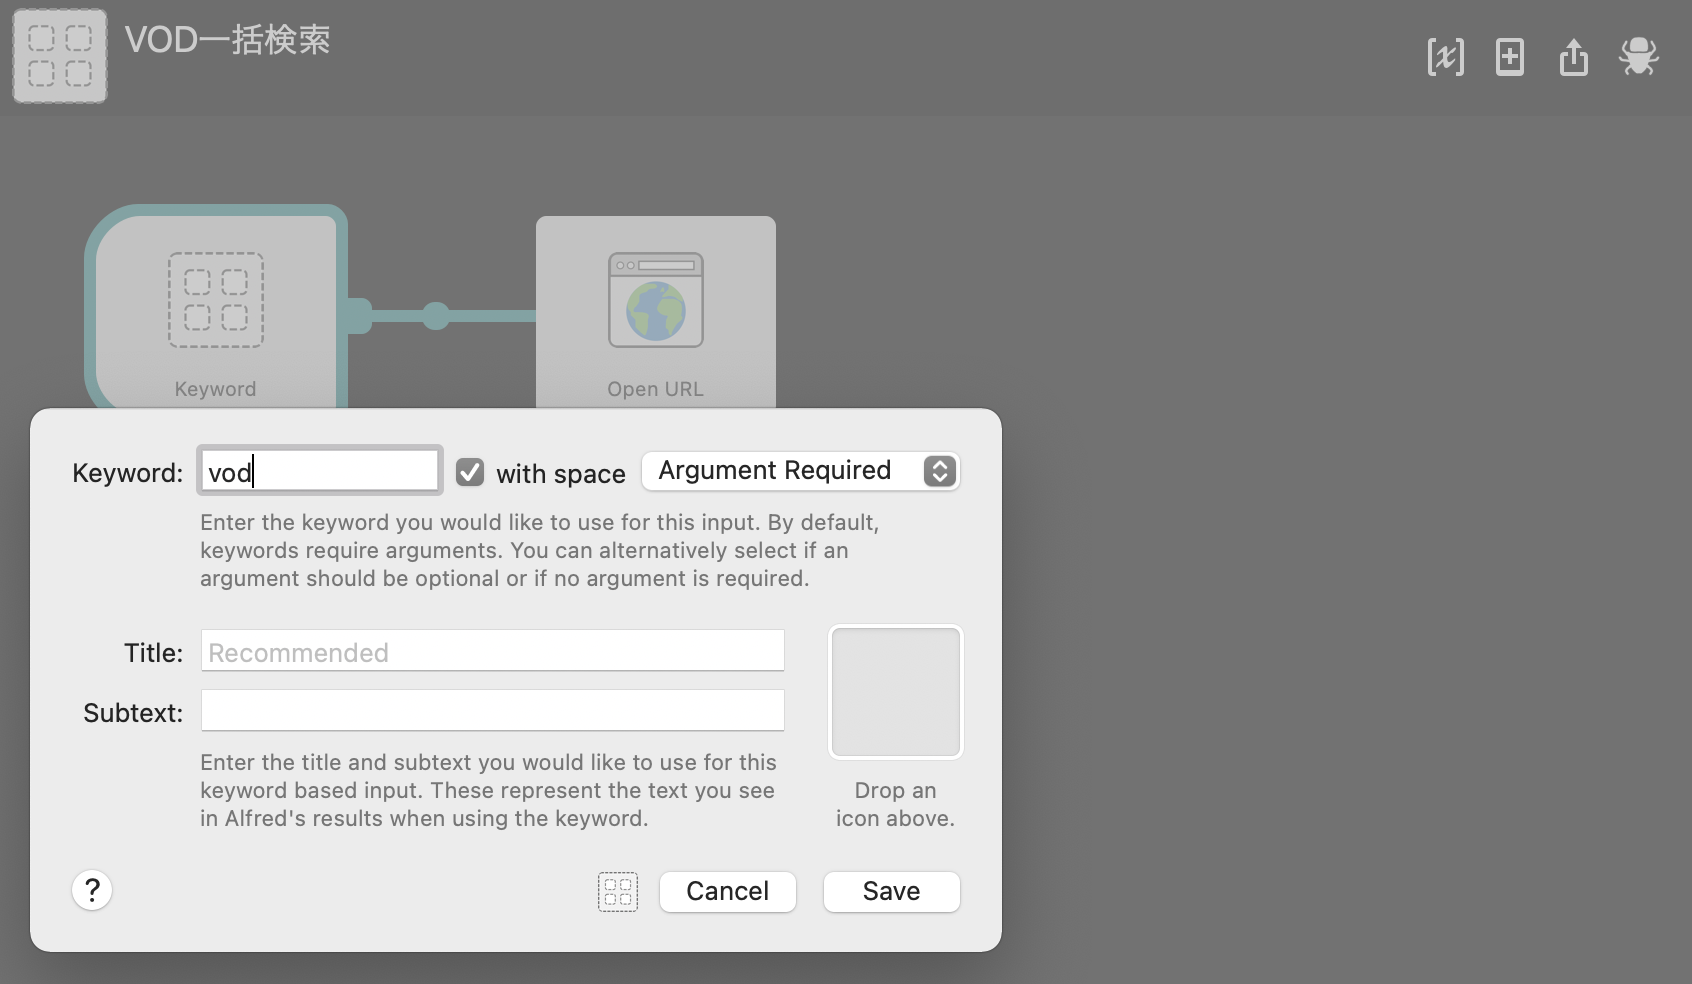 VOD一括検索
Keyword
Open URL
Keyword: vod with space Argument Required
Enter the keyword you would like to use for this input. By default,
keywords require arguments. You can alternatively select if an
argument should be optional or if no argument is required.
Title: Recommended
Subtext:
Enter the title and subtext you would like to use for this
keyword based input. These represent the text you see
in Alfred's results when using the keyword.
Drop an
icon above.
? Cancel Save